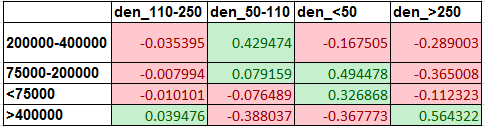 den_110-250 den_50-110 den_<50 den_>250
200000-400000 -0.035395 0.429474 -0.167505 -0.289003
75000-200000 -0.007994 0.079159 0.494478 -0.365008
<75000 -0.010101 -0.076489 0.326868 -0.112323
>400000 0.039476 -0.388037 -0.367773 0.564322